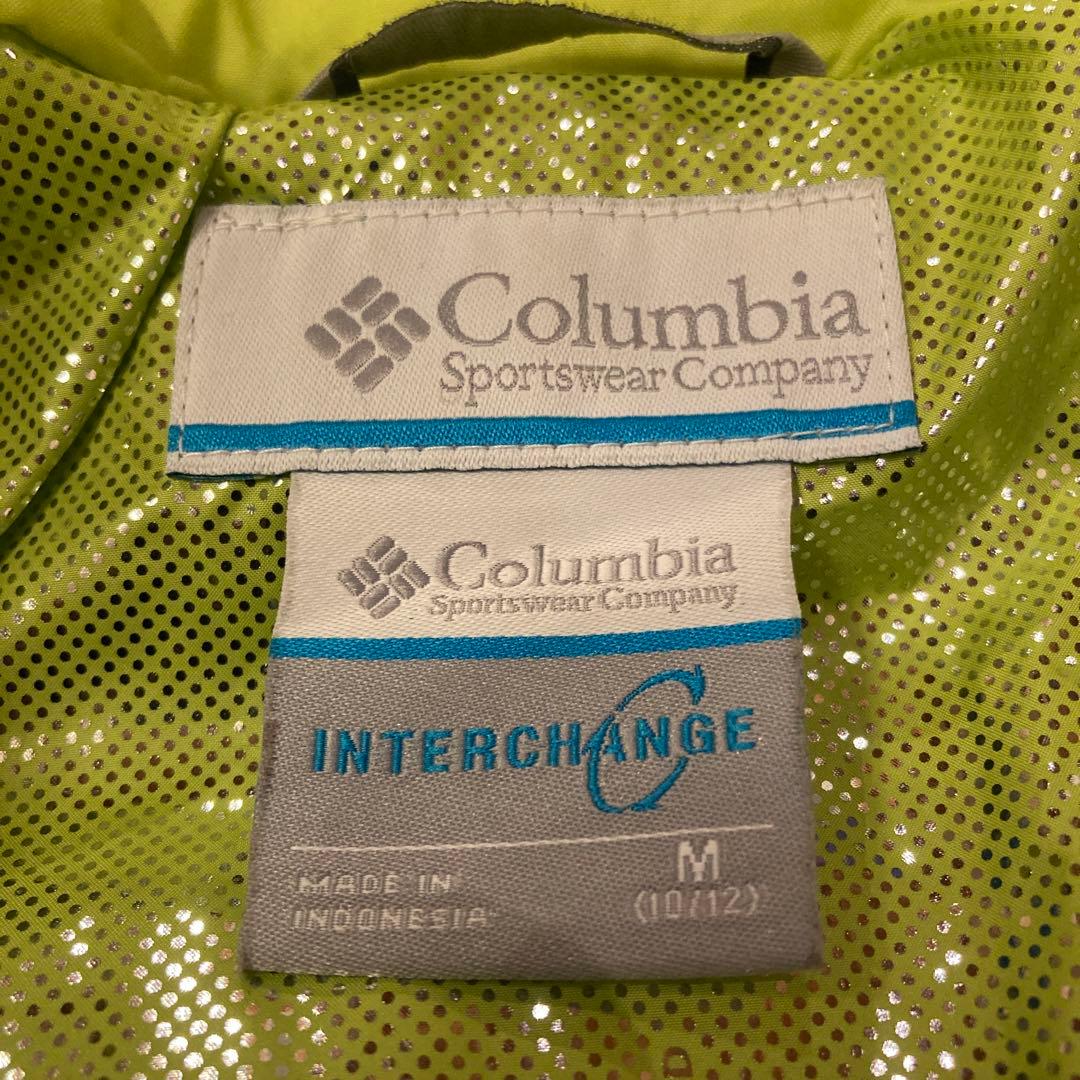 Columbia
Sportswear Company
Columbia
Sportswear Company
INTERCHANGE
M
MADE IN
INDONESIA
(10/12)